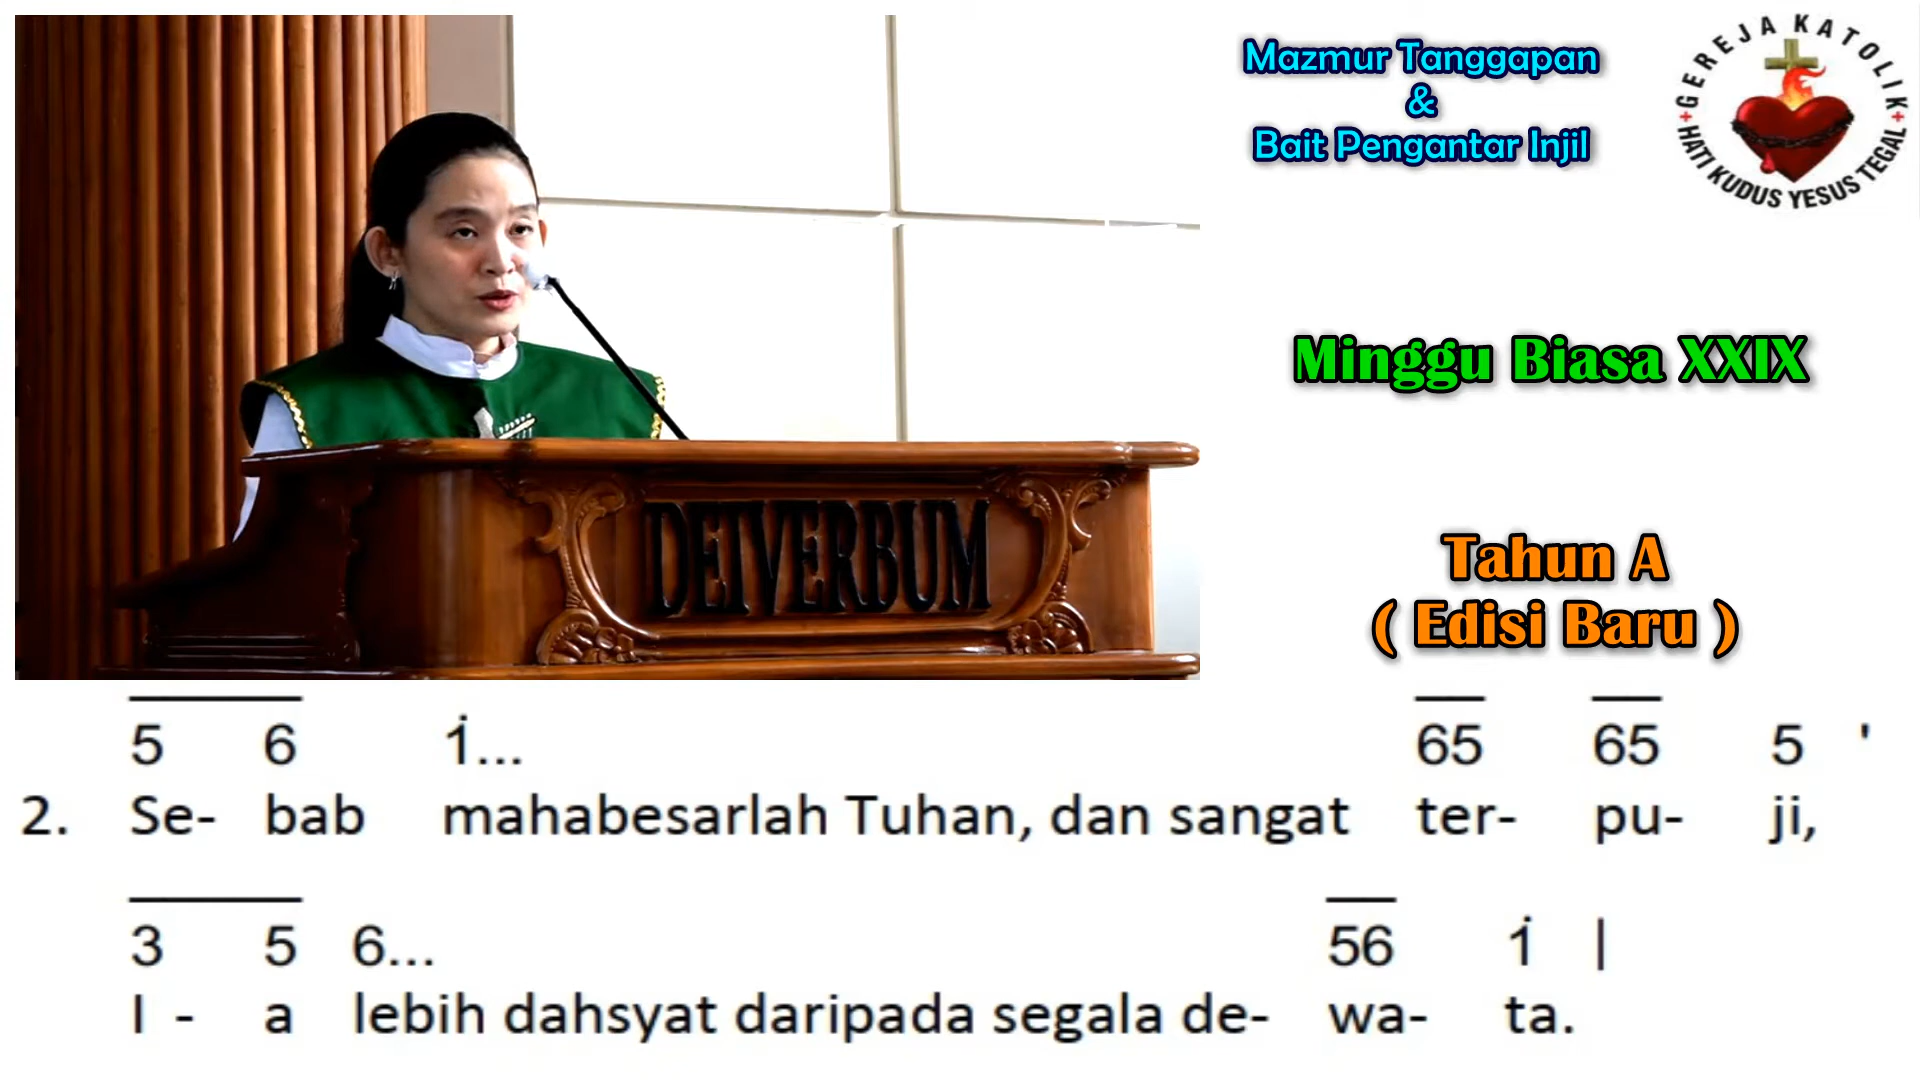 Mazmur Tanggapan
&
Bait Pengantar Injil
GEREJA KATOLIK
HATI KUDUS YESUS TEGAL
Minggu Biasa XXIX
Tahun A
( Edisi Baru )
DEI VERBUM
5 6 1̇... 65 65 5 '
2. Se- bab mahabesarlah Tuhan, dan sangat ter- pu- ji,
3 5 6... 56 1̇ |
I - a lebih dahsyat daripada segala de- wa- ta.